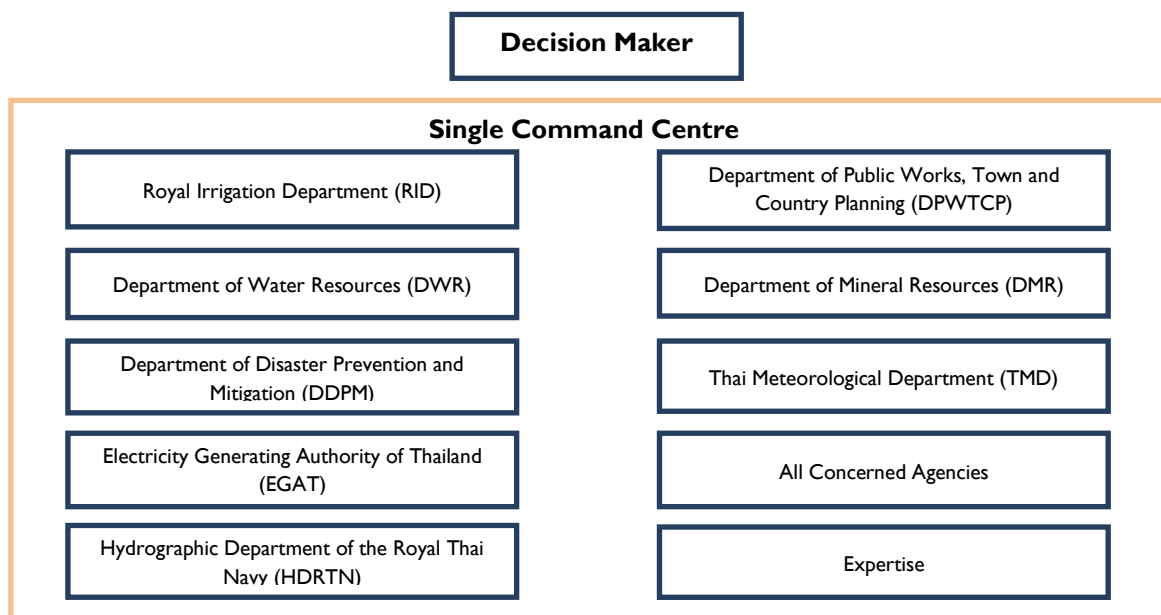 Decision Maker
Single Command Centre
Royal Irrigation Department (RID)
Department of Public Works, Town and
Country Planning (DPWTCP)
Department of Water Resources (DWR)
Department of Mineral Resources (DMR)
Department of Disaster Prevention and
Mitigation (DDPM)
Thai Meteorological Department (TMD)
Electricity Generating Authority of Thailand
(EGAT)
All Concerned Agencies
Hydrographic Department of the Royal Thai
Navy (HDRTN)
Expertise